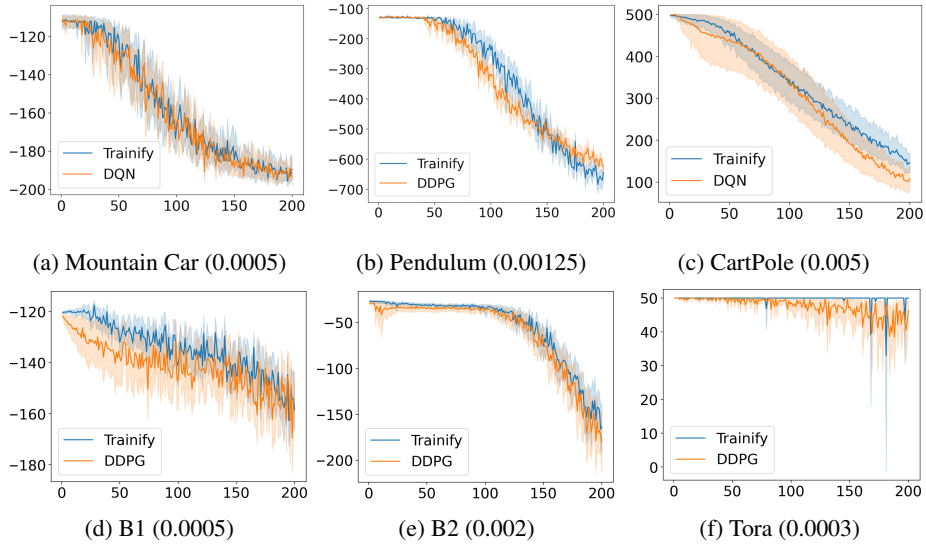 −120
−140
−160
−180
−200
Trainify
DQN
0 50 100 150 200
(a) Mountain Car (0.0005)
−100
−200
−300
−400
−500
−600
−700
Trainify
DDPG
0 50 100 150 200
(b) Pendulum (0.00125)
500
400
300
200
100
Trainify
DQN
0 50 100 150 200
(c) CartPole (0.005)
−120
−140
−160
−180
Trainify
DDPG
0 50 100 150 200
(d) B1 (0.0005)
−50
−100
−150
−200
Trainify
DDPG
0 50 100 150 200
(e) B2 (0.002)
50
40
30
20
10
0
Trainify
DDPG
0 50 100 150 200
(f) Tora (0.0003)